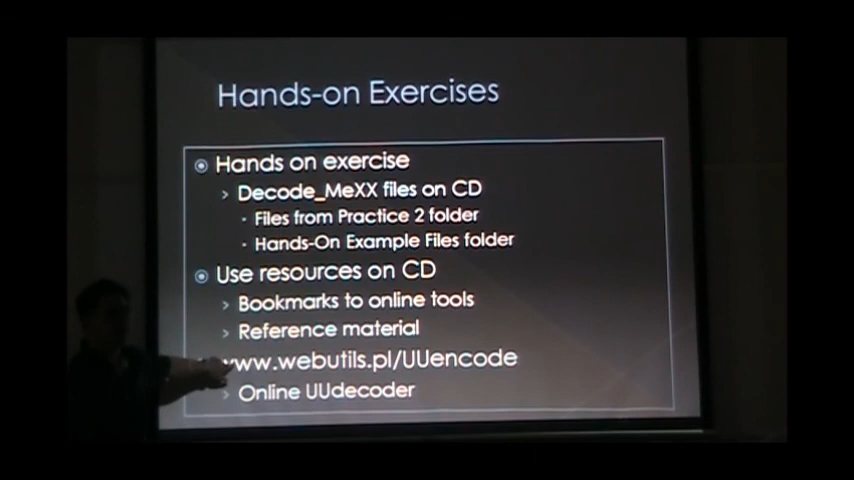 Hands-on Exercises
Hands on exercise
Decode_MeXX files on CD
Files from Practice 2 folder
Hands-On Example Files folder
Use resources on CD
Bookmarks to online tools
Reference material
www.webutils.pl/UUencode
Online UUdecoder